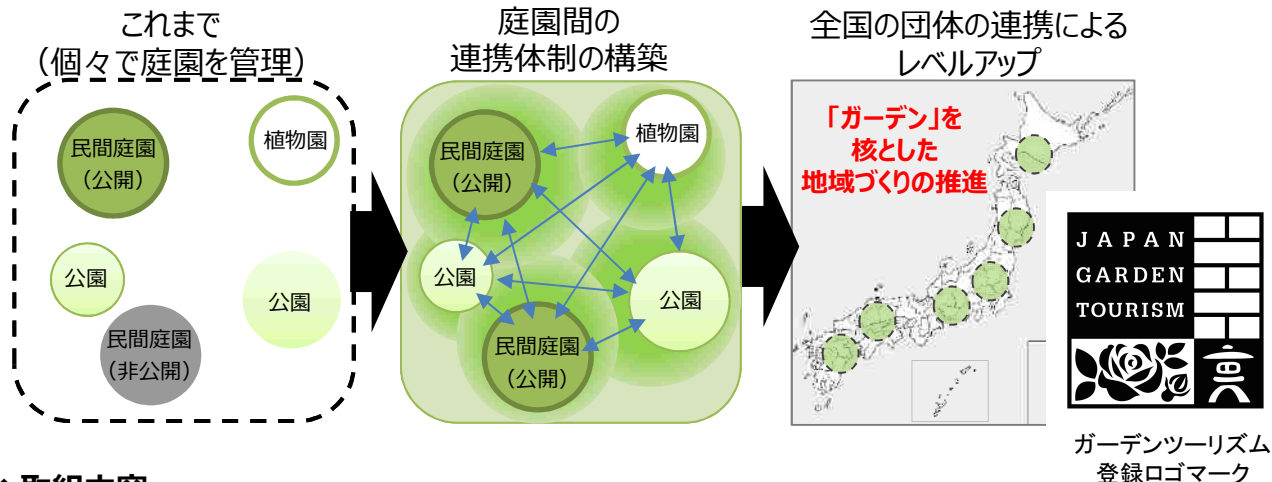 これまで
（個々で庭園を管理）
民間庭園
（公開）
植物園
公園
公園
民間庭園
（非公開）
庭園間の
連携体制の構築
民間庭園
（公開）
植物園
公園
公園
民間庭園
（公開）
全国の団体の連携による
レベルアップ
「ガーデン」を
核とした
地域づくりの推進
JAPAN
GARDEN
TOURISM
ガーデンツーリズム
登録ロゴマーク
取組内容